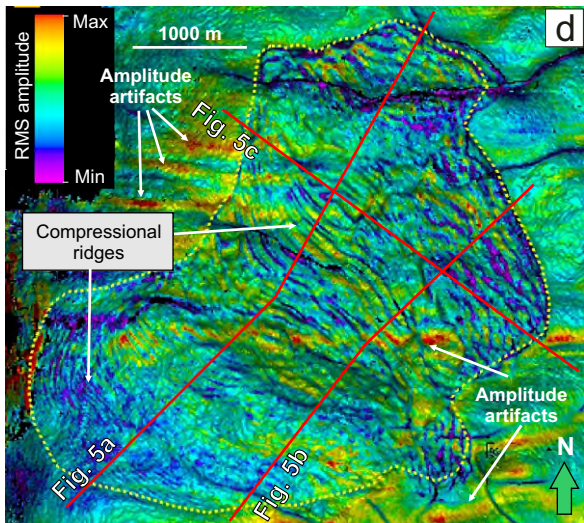 Max
RMS amplitude
Min
1000 m
d
Amplitude
artifacts
Fig. 5c
Compressional
ridges
Amplitude
artifacts
Fig. 5a
Fig. 5b
N